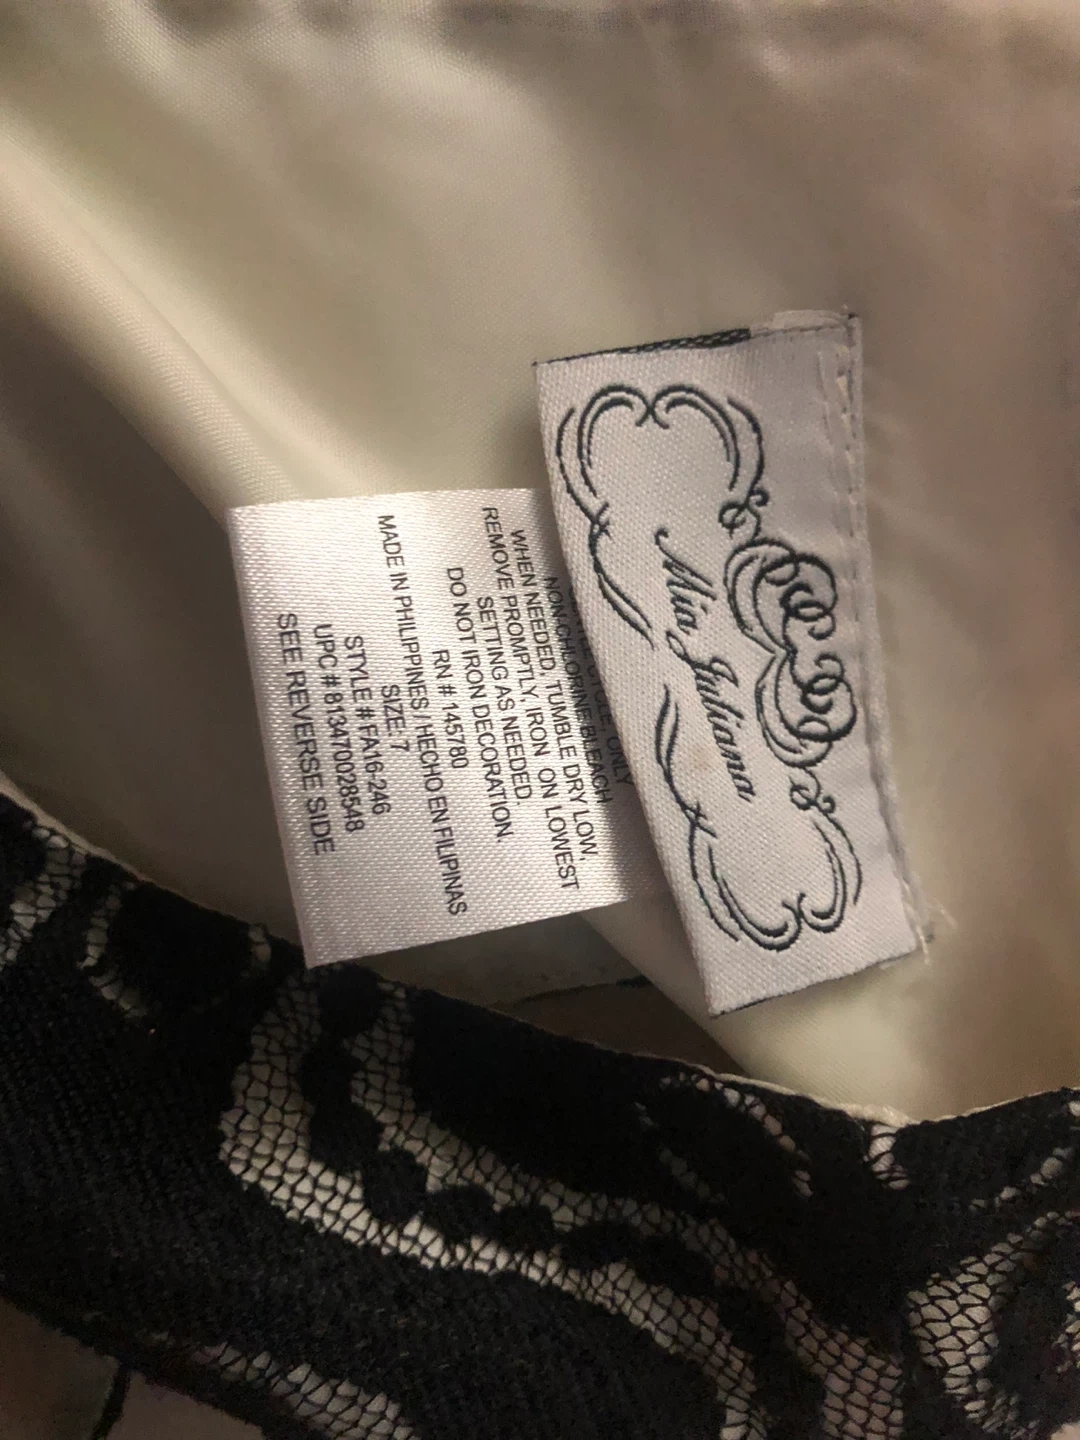 Mia Juliana
CYCLE, ONLY
NON-CHLORINE BLEACH
WHEN NEEDED, TUMBLE DRY LOW,
REMOVE PROMPTLY, IRON ON LOWEST
SETTING AS NEEDED.
DO NOT IRON DECORATION.
RN # 145780
MADE IN PHILIPPINES / HECHO EN FILIPINAS
SIZE: 7
STYLE # FA16-246
UPC # 813470028548
SEE REVERSE SIDE